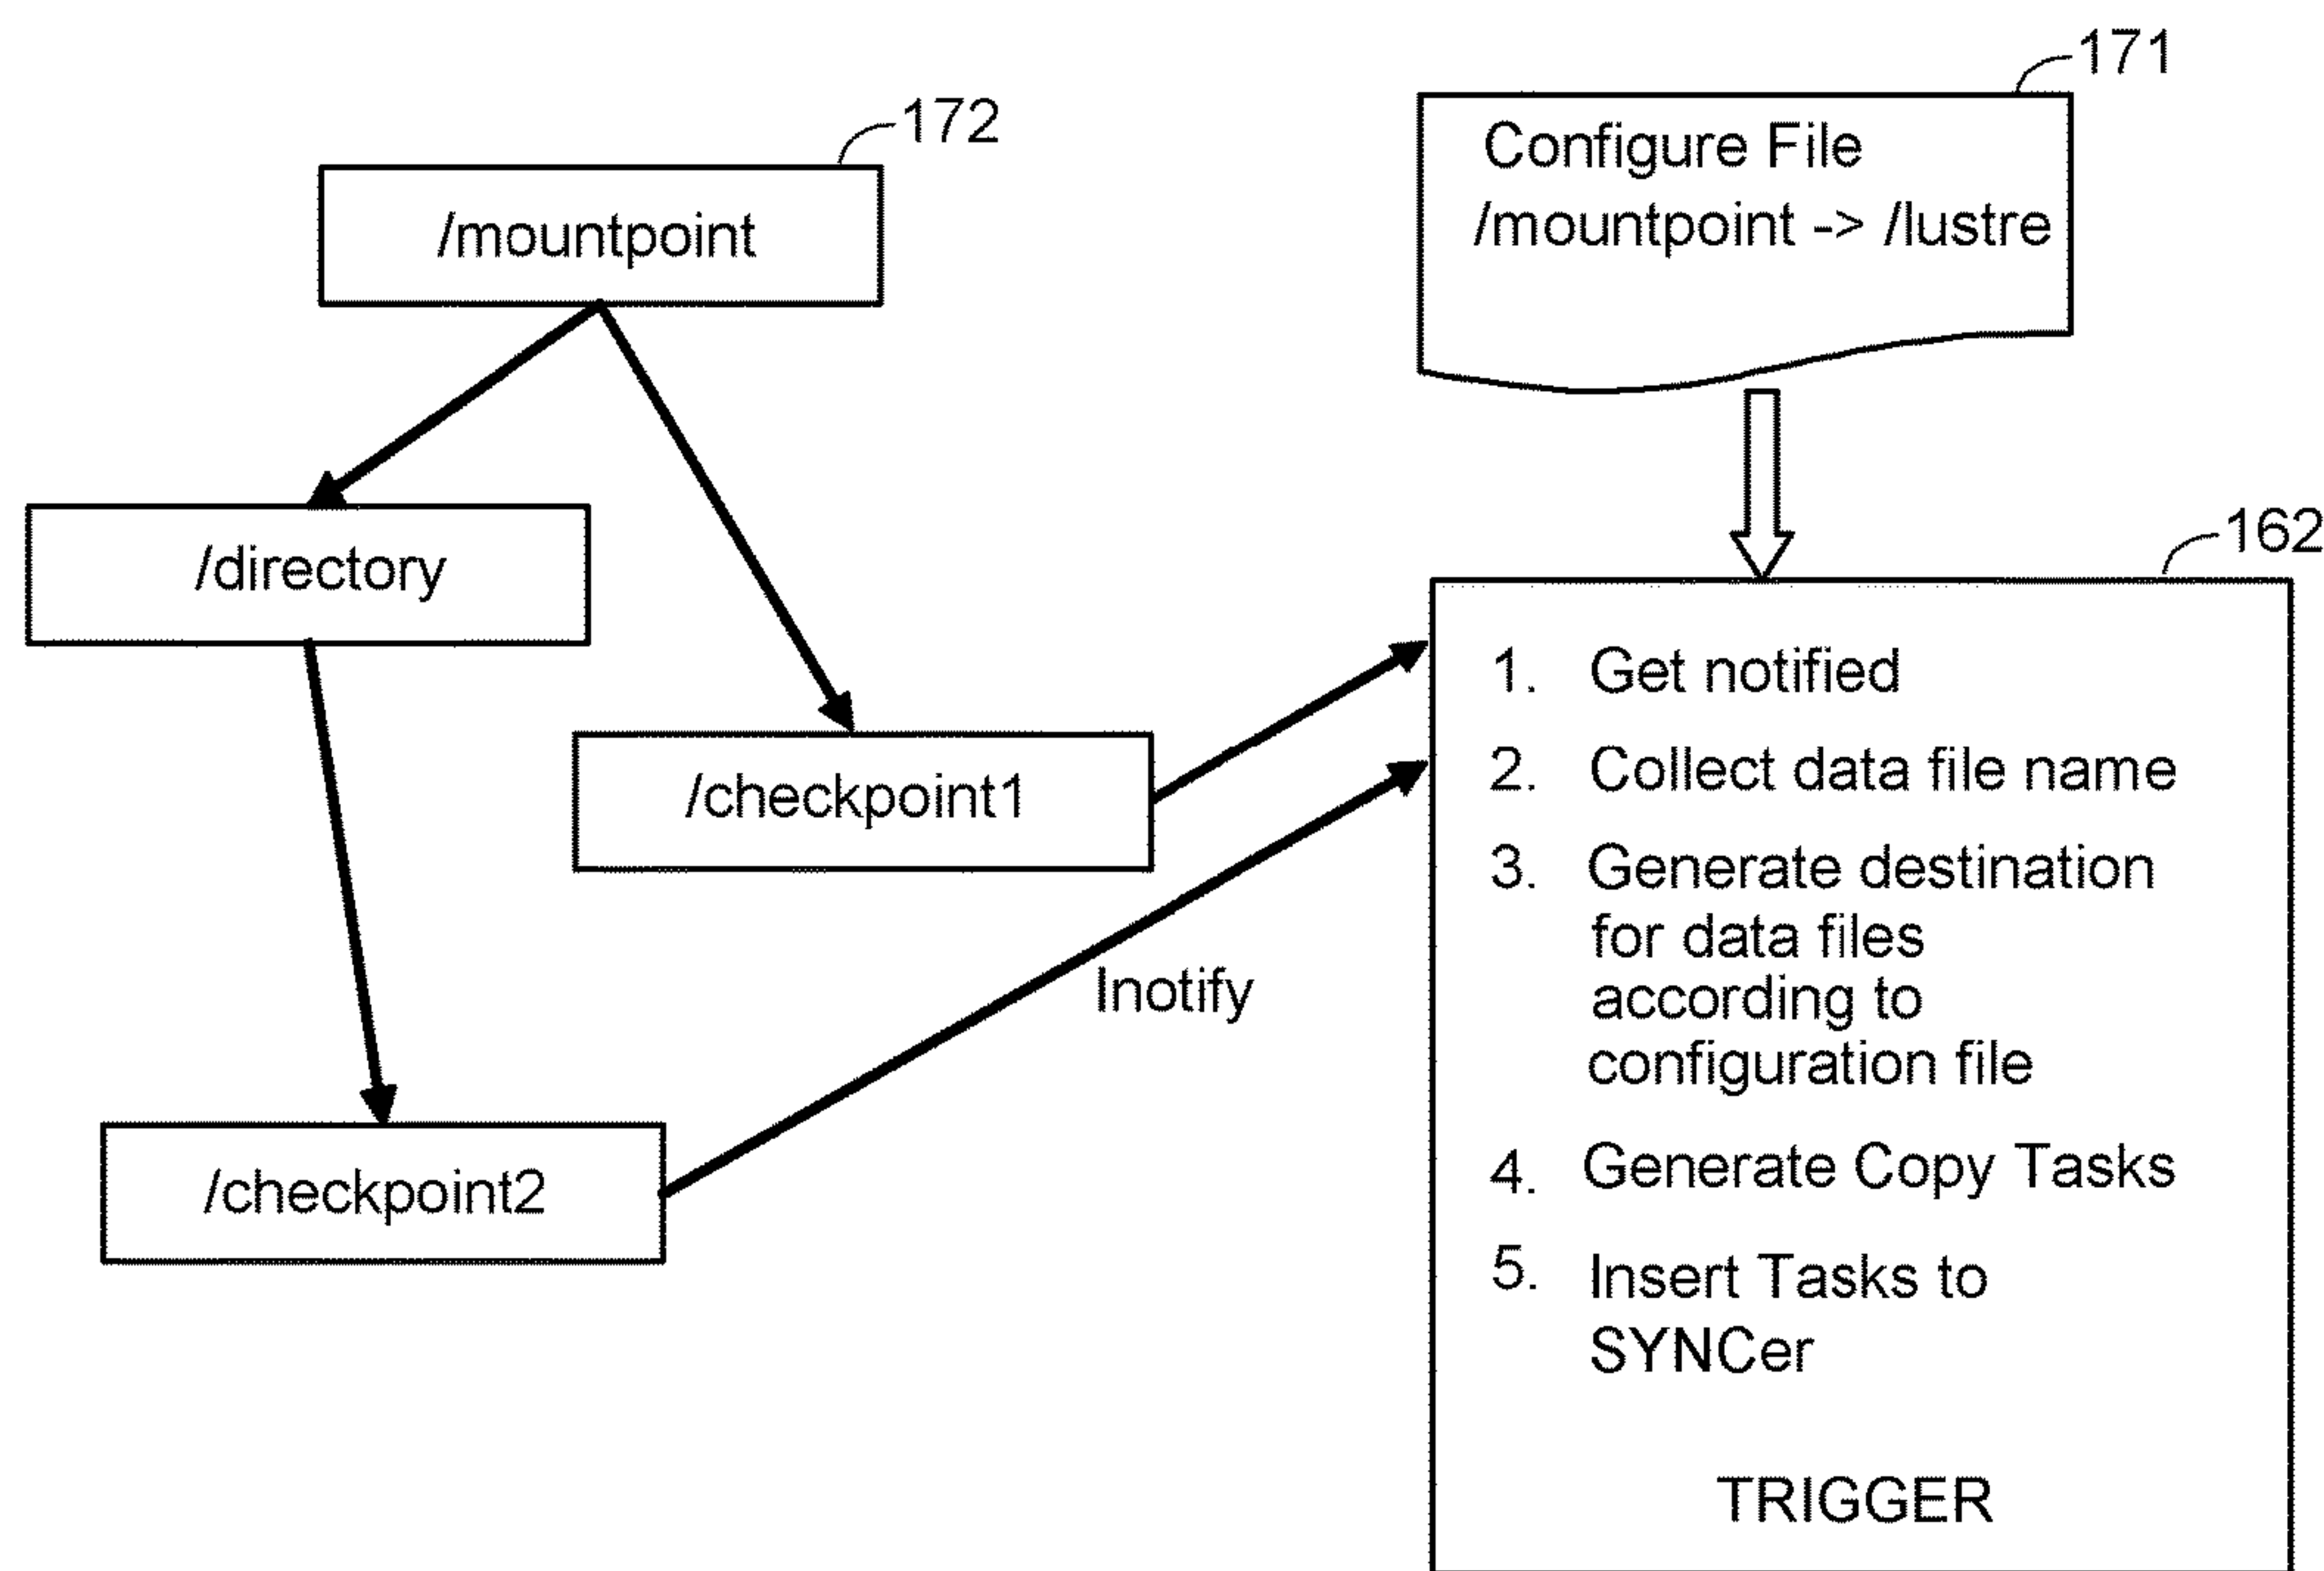 171
172
Configure File
/mountpoint -> /lustre
/mountpoint
162
/directory
1. Get notified
2. Collect data file name
/checkpoint1
3. Generate destination
for data files
according to
configuration file
Inotify
4. Generate Copy Tasks
/checkpoint2
5. Insert Tasks to
SYNCer
TRIGGER